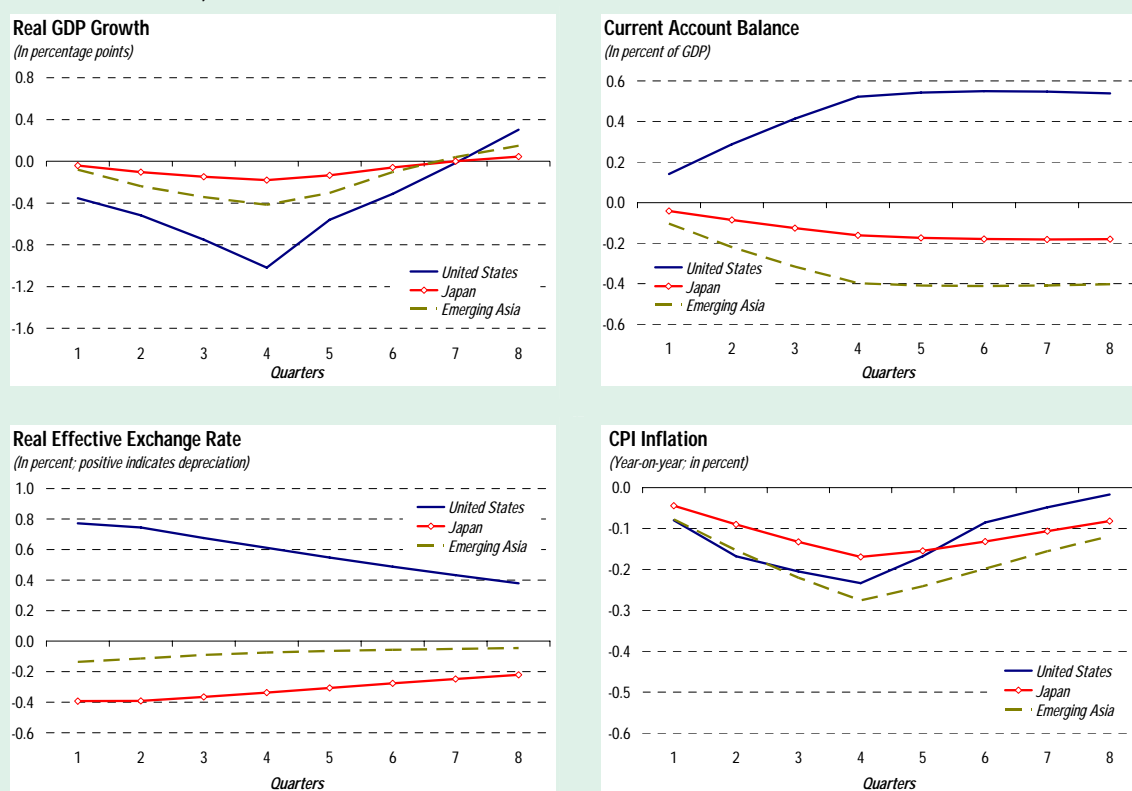 Real GDP Growth
(In percentage points)
0.8
0.4
0.0
-0.4
-0.8
-1.2
-1.6
United States
Japan
Emerging Asia
1 2 3 4 5 6 7 8
Quarters
Current Account Balance
(In percent of GDP)
0.6
0.4
0.2
0.0
-0.2
-0.4
-0.6
United States
Japan
Emerging Asia
1 2 3 4 5 6 7 8
Quarters
Real Effective Exchange Rate
(In percent; positive indicates depreciation)
1.0
0.8
0.6
0.4
0.2
0.0
-0.2
-0.4
-0.6
United States
Japan
Emerging Asia
1 2 3 4 5 6 7 8
Quarters
CPI Inflation
(Year-on-year; in percent)
0.0
-0.1
-0.2
-0.3
-0.4
-0.5
-0.6
United States
Japan
Emerging Asia
1 2 3 4 5 6 7 8
Quarters